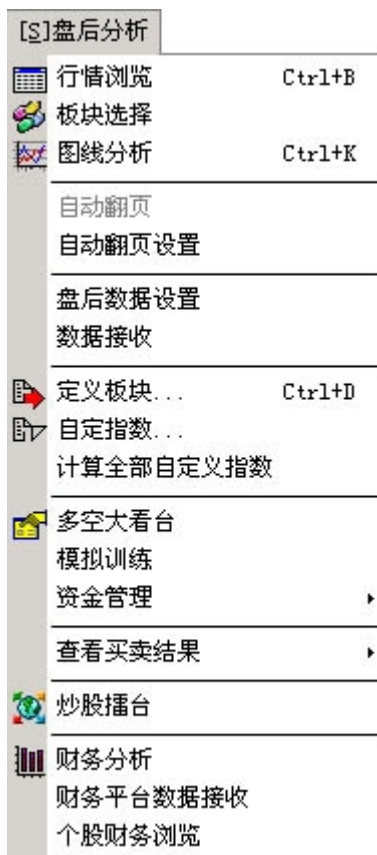 [S]盘后分析
行情浏览 Ctrl+B
板块选择
图线分析 Ctrl+K
自动翻页
自动翻页设置
盘后数据设置
数据接收
定义板块... Ctrl+D
自定指数...
计算全部自定义指数
多空大看台
模拟训练
资金管理
查看买卖结果
炒股擂台
财务分析
财务平台数据接收
个股财务浏览